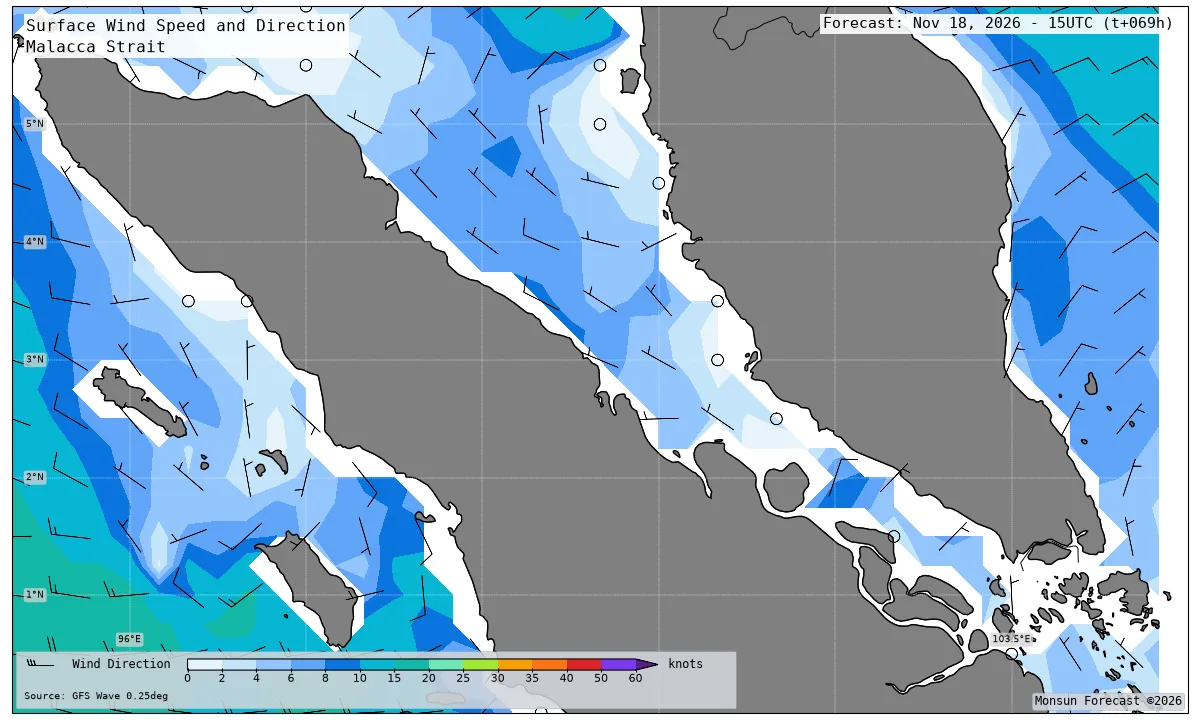 Surface Wind Speed and Direction
Malacca Strait
Forecast: Nov 18, 2026 - 15UTC (t+069h)
5°N
4°N
3°N
2°N
1°N
96°E
103.5°E
Wind Direction
0 2 4 6 8 10 15 20 25 30 35 40 50 60
knots
Source: GFS Wave 0.25deg
Monsun Forecast ©2026